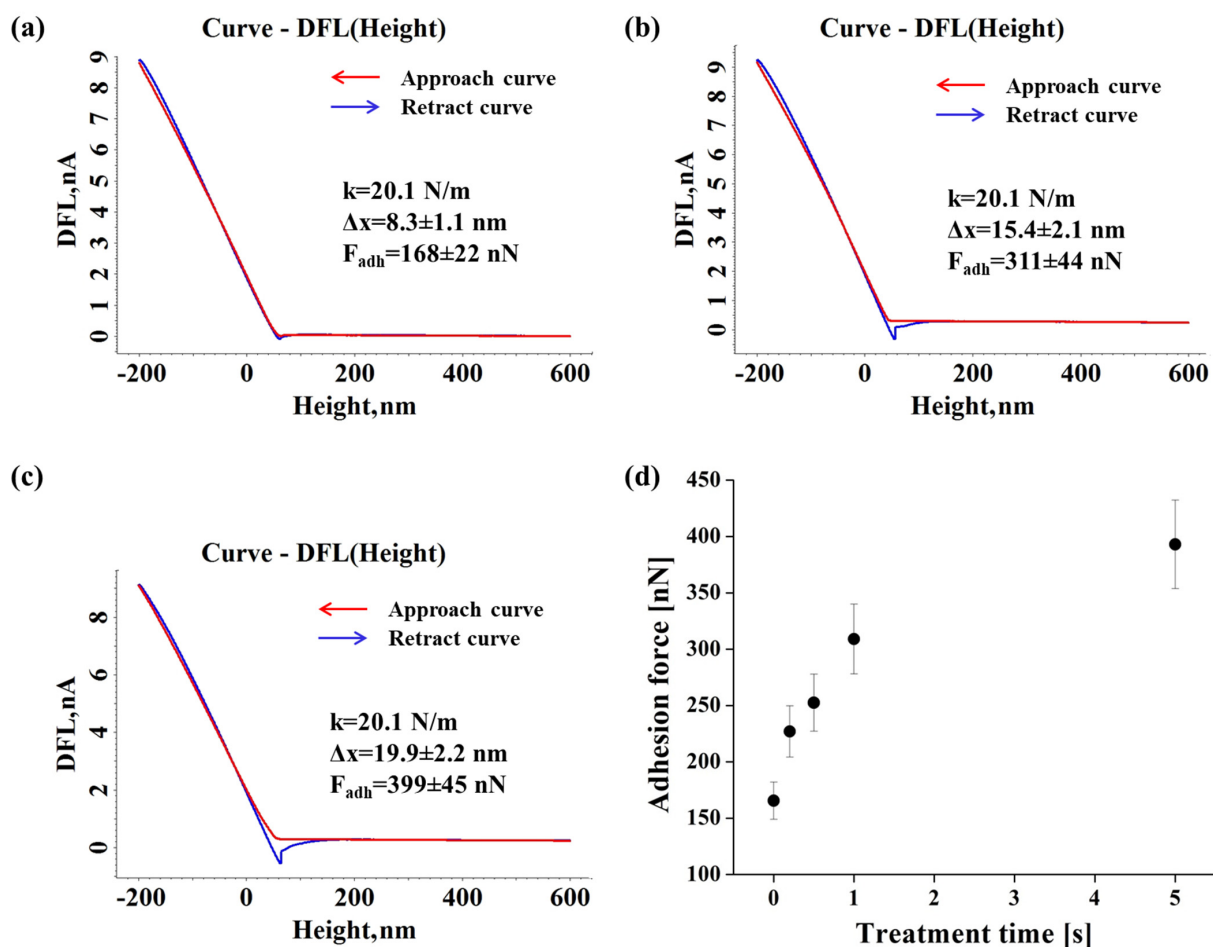 (a)
Curve - DFL(Height)
Approach curve
Retract curve
k=20.1 N/m
Δx=8.3±1.1 nm
Fadh=168±22 nN
DFL,nA
9
8
7
6
5
4
3
2
1
0
-200 0 200 400 600
Height,nm
(b)
Curve - DFL(Height)
Approach curve
Retract curve
k=20.1 N/m
Δx=15.4±2.1 nm
Fadh=311±44 nN
DFL,nA
9
8
7
6
5
4
3
2
1
0
-200 0 200 400 600
Height,nm
(c)
Curve - DFL(Height)
Approach curve
Retract curve
k=20.1 N/m
Δx=19.9±2.2 nm
Fadh=399±45 nN
DFL,nA
8
6
4
2
0
-200 0 200 400 600
Height,nm
(d)
Adhesion force [nN]
450
400
350
300
250
200
150
100
0 1 2 3 4 5
Treatment time [s]